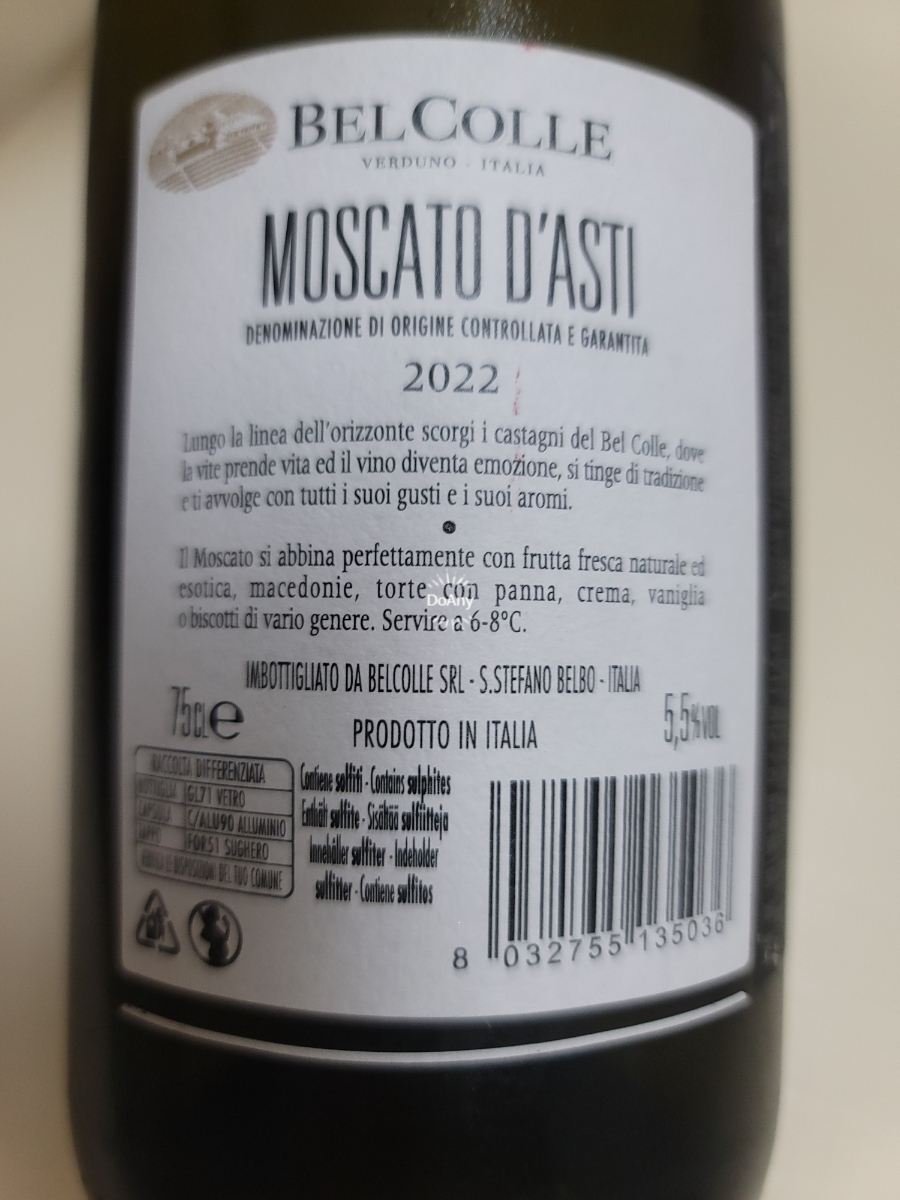 BEL COLLE
VERDUNO - ITALIA
MOSCATO D'ASTI
DENOMINAZIONE DI ORIGINE CONTROLLATA E GARANTITA
2022
Lungo la linea dell'orizzonte scorgi i castagni del Bel Colle, dove
la vite prende vita ed il vino diventa emozione, si tinge di tradizione
e ti avvolge con tutti i suoi gusti e i suoi aromi.
Il Moscato si abbina perfettamente con frutta fresca naturale ed
esotica, macedonie, torte con panna, crema, vaniglia
DoAny
o biscotti di vario genere. Servire a 6-8°C.
IMBOTTIGLIATO DA BELCOLLE SRL - S.STEFANO BELBO - ITALIA
75cl e
5,5%VOL
PRODOTTO IN ITALIA
RACCOLTA DIFFERENZIATA
BOTTIGLIA GL71 VETRO
CAPSULA C/ALU90 ALLUMINIO
TAPPO FOR51 SUGHERO
VERIFICA LE DISPOSIZIONI DEL TUO COMUNE
Contiene solfiti - Contains sulphites
Enthält sulfite - Sisältää sulfiitteja
Innehåller sulfiter - Indeholder
sulfitter - Contiene sulfitos
8 032755 135036